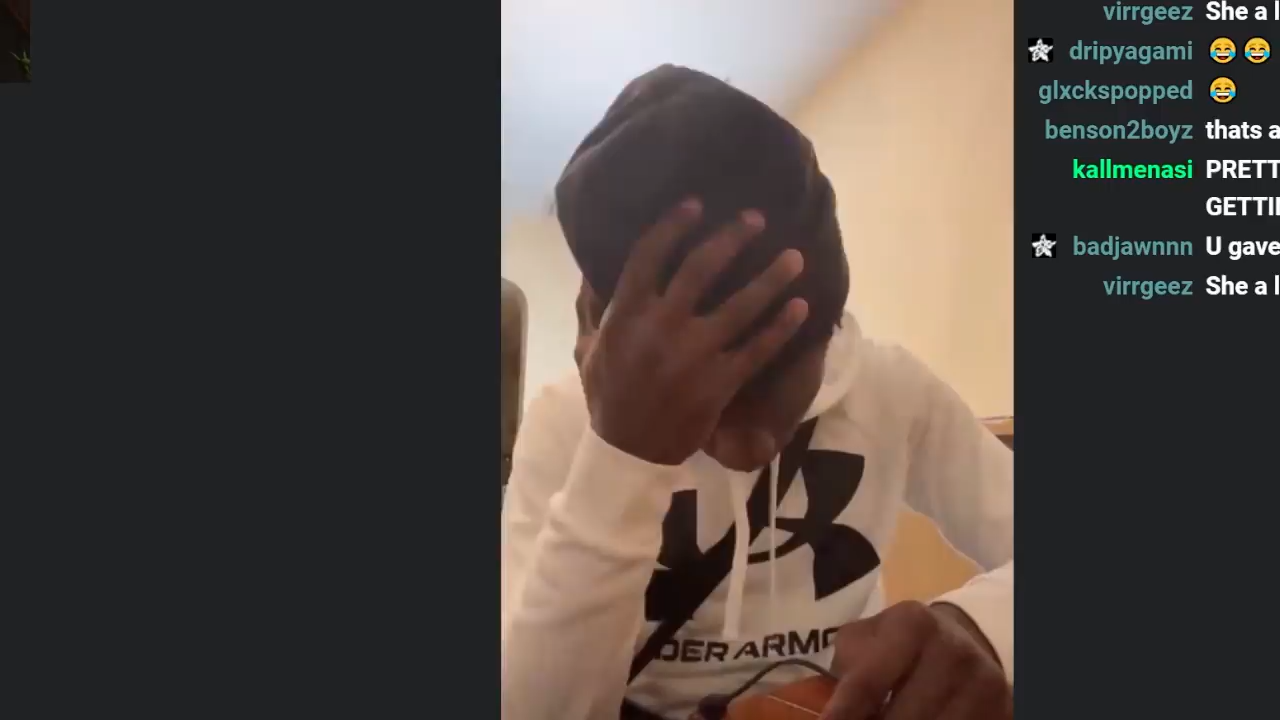 virrgeez She a l
dripyagami 😂 😂
glxckspopped 😂
benson2boyz thats a
kallmenasi PRETT
GETTI
badjawnnn U gave
virrgeez She a l
DER ARMO